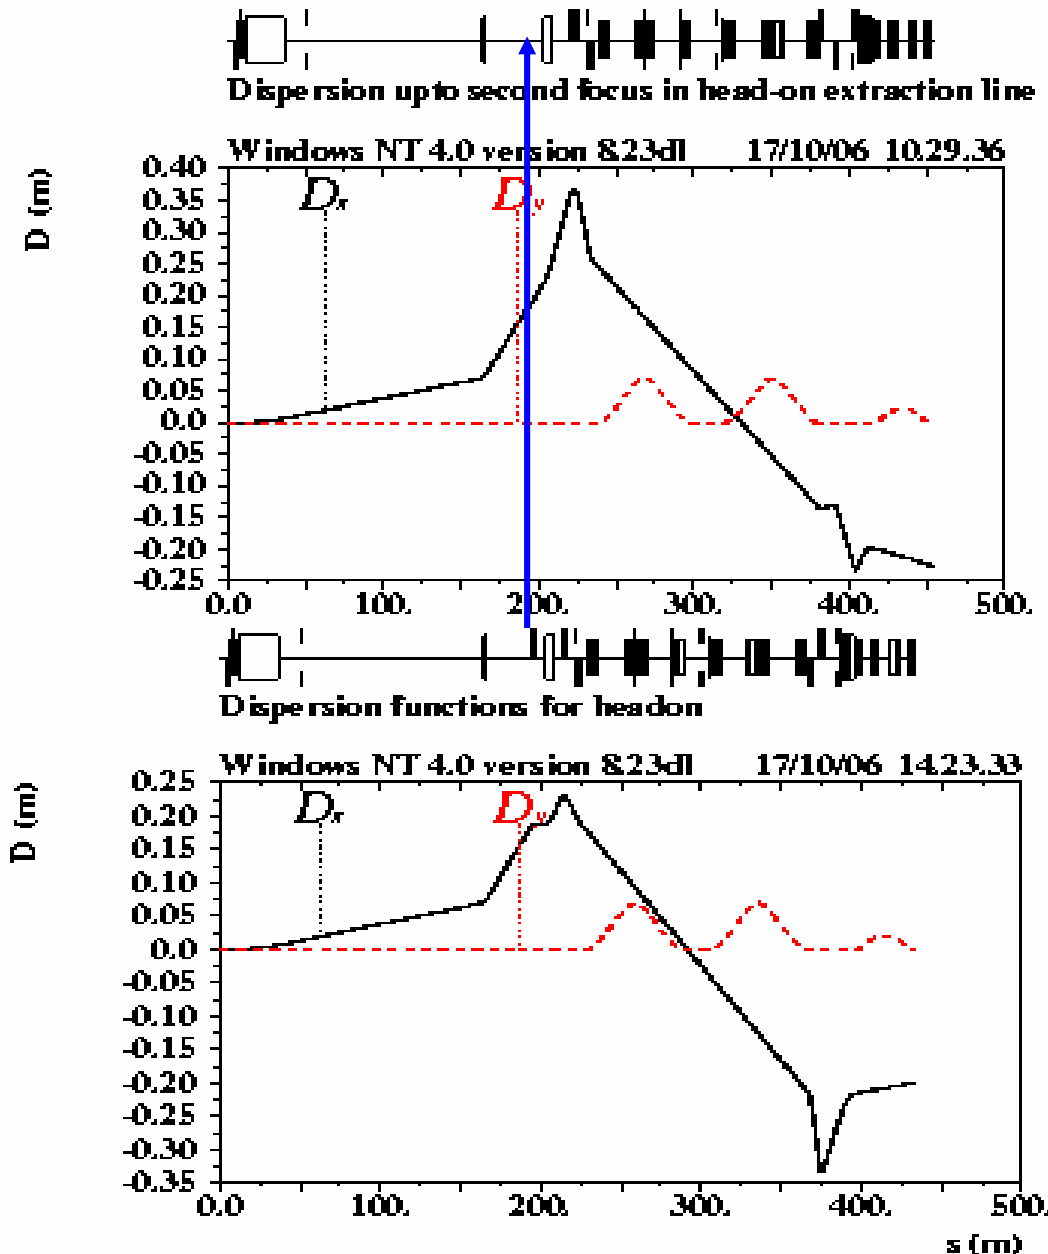 Dispersion upto second focus in head-on extraction line
Windows NT 4.0 version 8.23dl 17/10/06 10.29.36
D (m)
0.40
0.35
0.30
0.25
0.20
0.15
0.10
0.05
0.0
-0.05
-0.10
-0.15
-0.20
-0.25
Dx
Dy
0.0 100. 200. 300. 400. 500.
Dispersion functions for headon
Windows NT 4.0 version 8.23dl 17/10/06 14.23.33
D (m)
0.25
0.20
0.15
0.10
0.05
0.0
-0.05
-0.10
-0.15
-0.20
-0.25
-0.30
-0.35
Dx
Dy
0.0 100. 200. 300. 400. 500.
s (m)